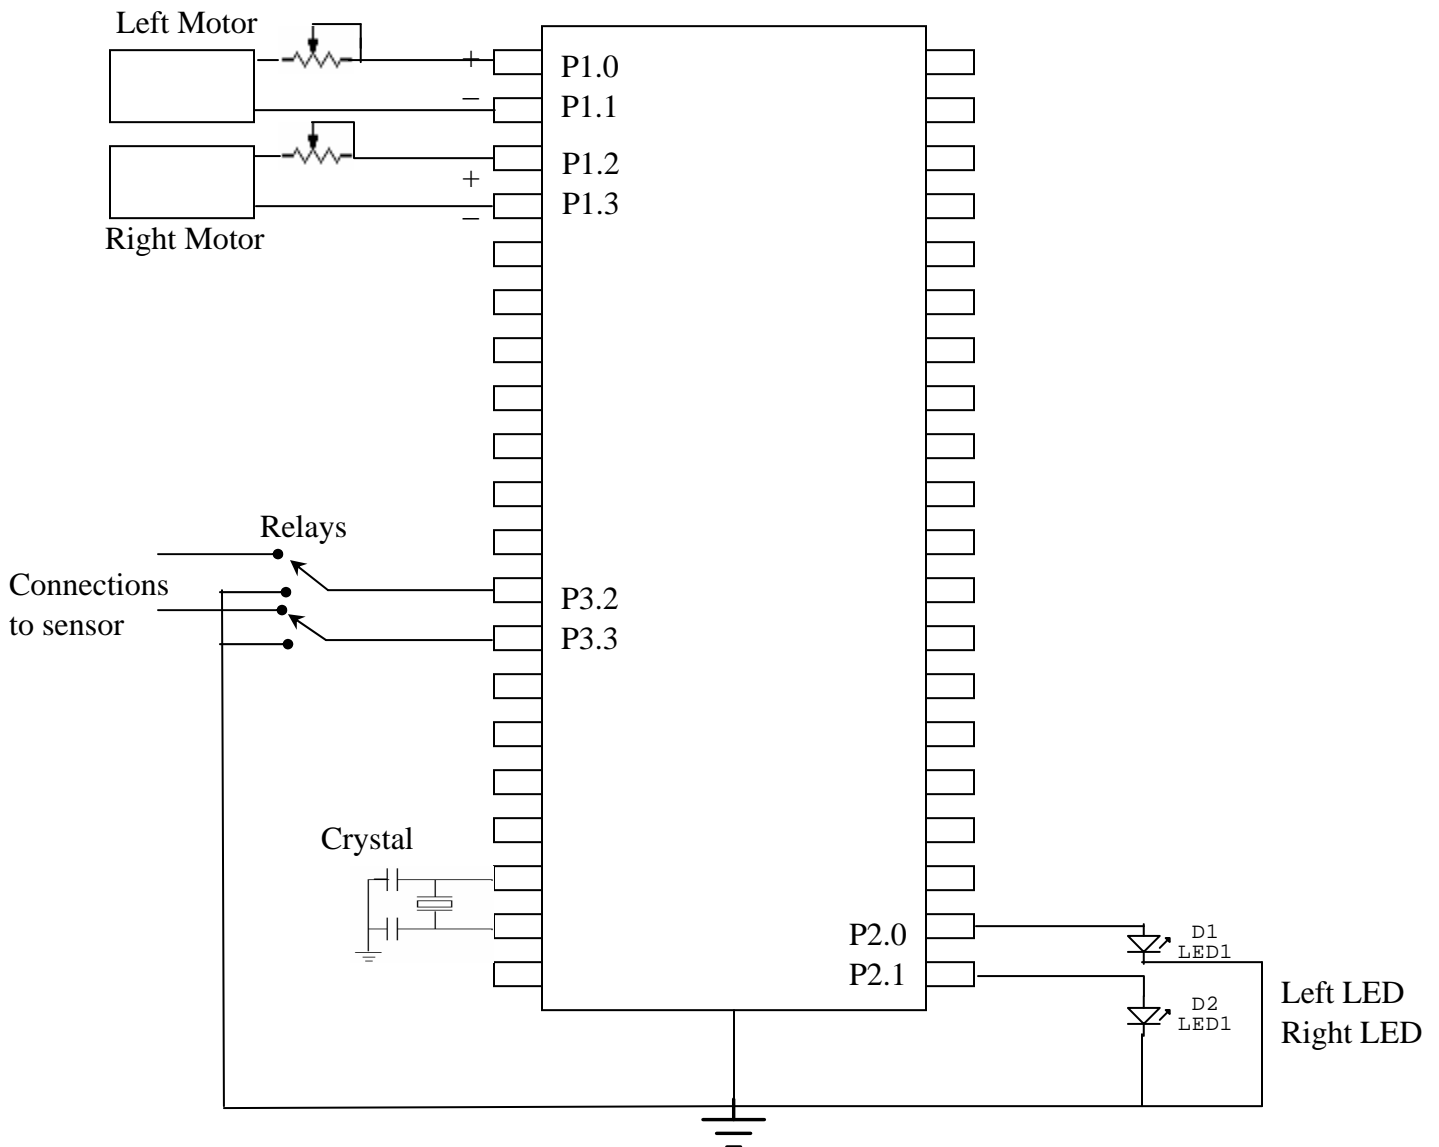 Left Motor
+
P1.0
–
P1.1
P1.2
+
P1.3
–
Right Motor
Relays
Connections
to sensor
P3.2
P3.3
Crystal
P2.0
P2.1
D1
LED1
D2
LED1
Left LED
Right LED